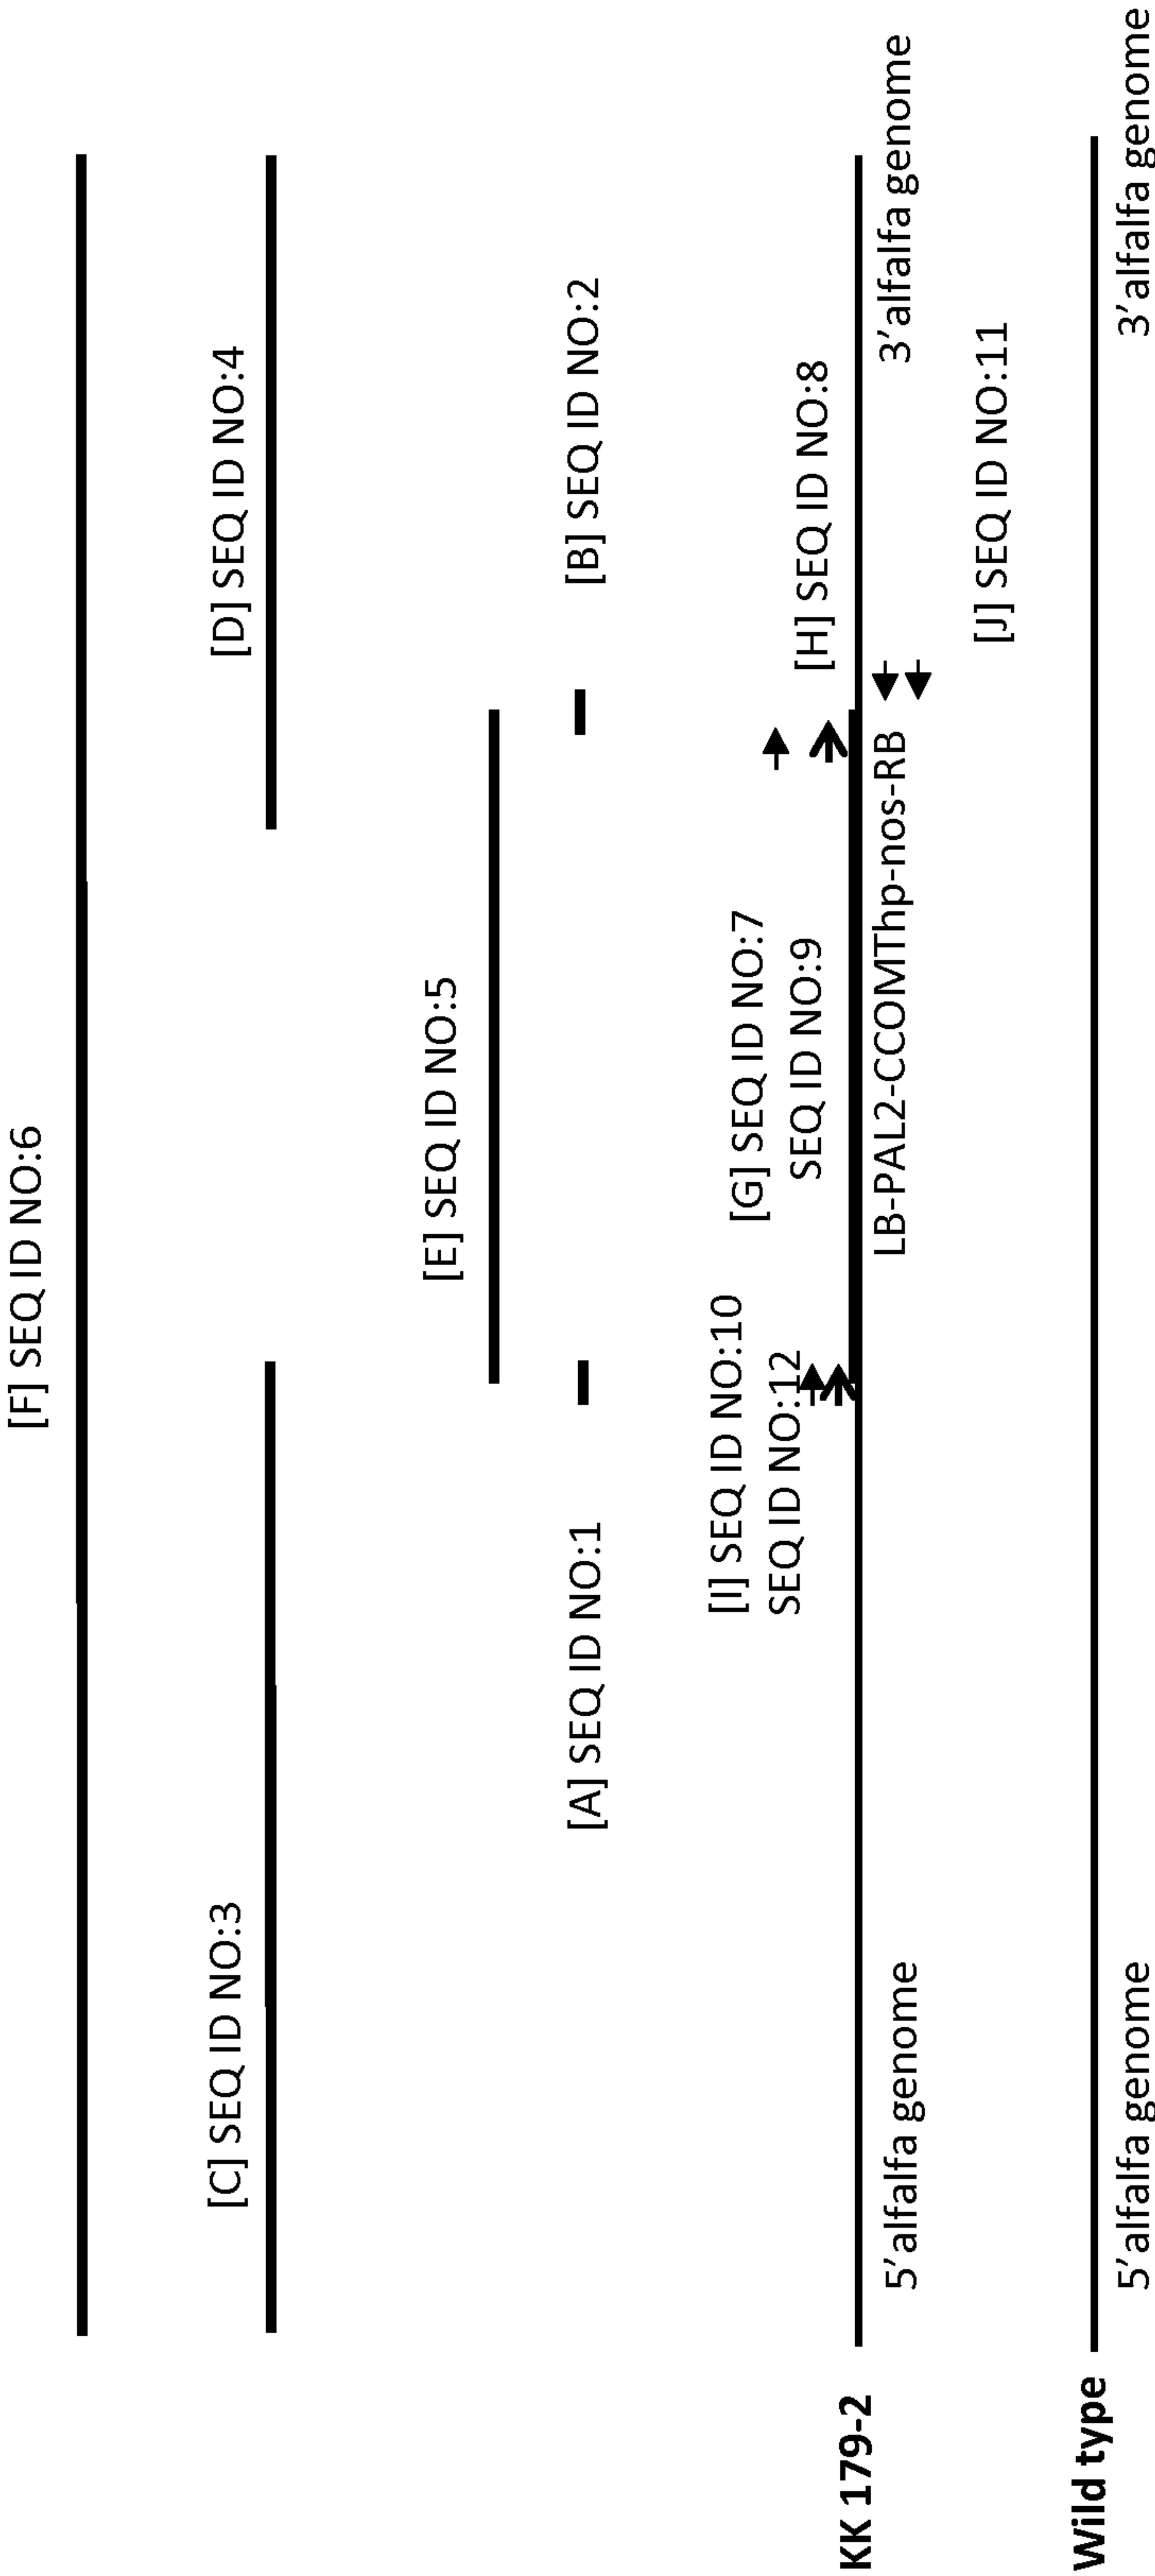 [F] SEQ ID NO:6
[C] SEQ ID NO:3
[D] SEQ ID NO:4
[E] SEQ ID NO:5
[A] SEQ ID NO:1
[B] SEQ ID NO:2
[I] SEQ ID NO:10
SEQ ID NO:12
[G] SEQ ID NO:7
SEQ ID NO:9
[H] SEQ ID NO:8
KK 179-2
5'alfalfa genome
LB-PAL2-CCOMThp-nos-RB
3'alfalfa genome
[J] SEQ ID NO:11
Wild type
5'alfalfa genome
3'alfalfa genome